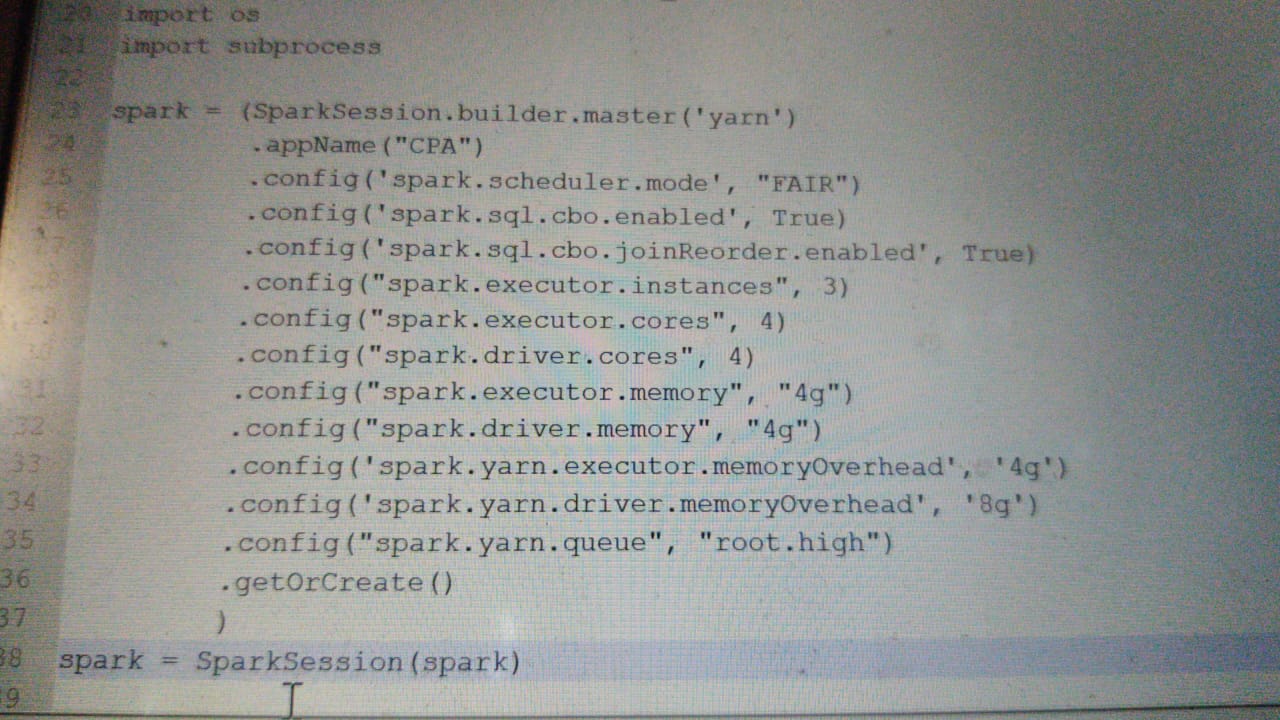 20 import os
21 import subprocess
22
23 spark = (SparkSession.builder.master('yarn')
24 .appName("CPA")
25 .config('spark.scheduler.mode', "FAIR")
26 .config('spark.sql.cbo.enabled', True)
27 .config('spark.sql.cbo.joinReorder.enabled', True)
28 .config("spark.executor.instances", 3)
29 .config("spark.executor.cores", 4)
30 .config("spark.driver.cores", 4)
31 .config("spark.executor.memory", "4g")
32 .config("spark.driver.memory", "4g")
33 .config('spark.yarn.executor.memoryOverhead', '4g')
34 .config('spark.yarn.driver.memoryOverhead', '8g')
35 .config("spark.yarn.queue", "root.high")
36 .getOrCreate()
37 )
38 spark = SparkSession(spark)
39